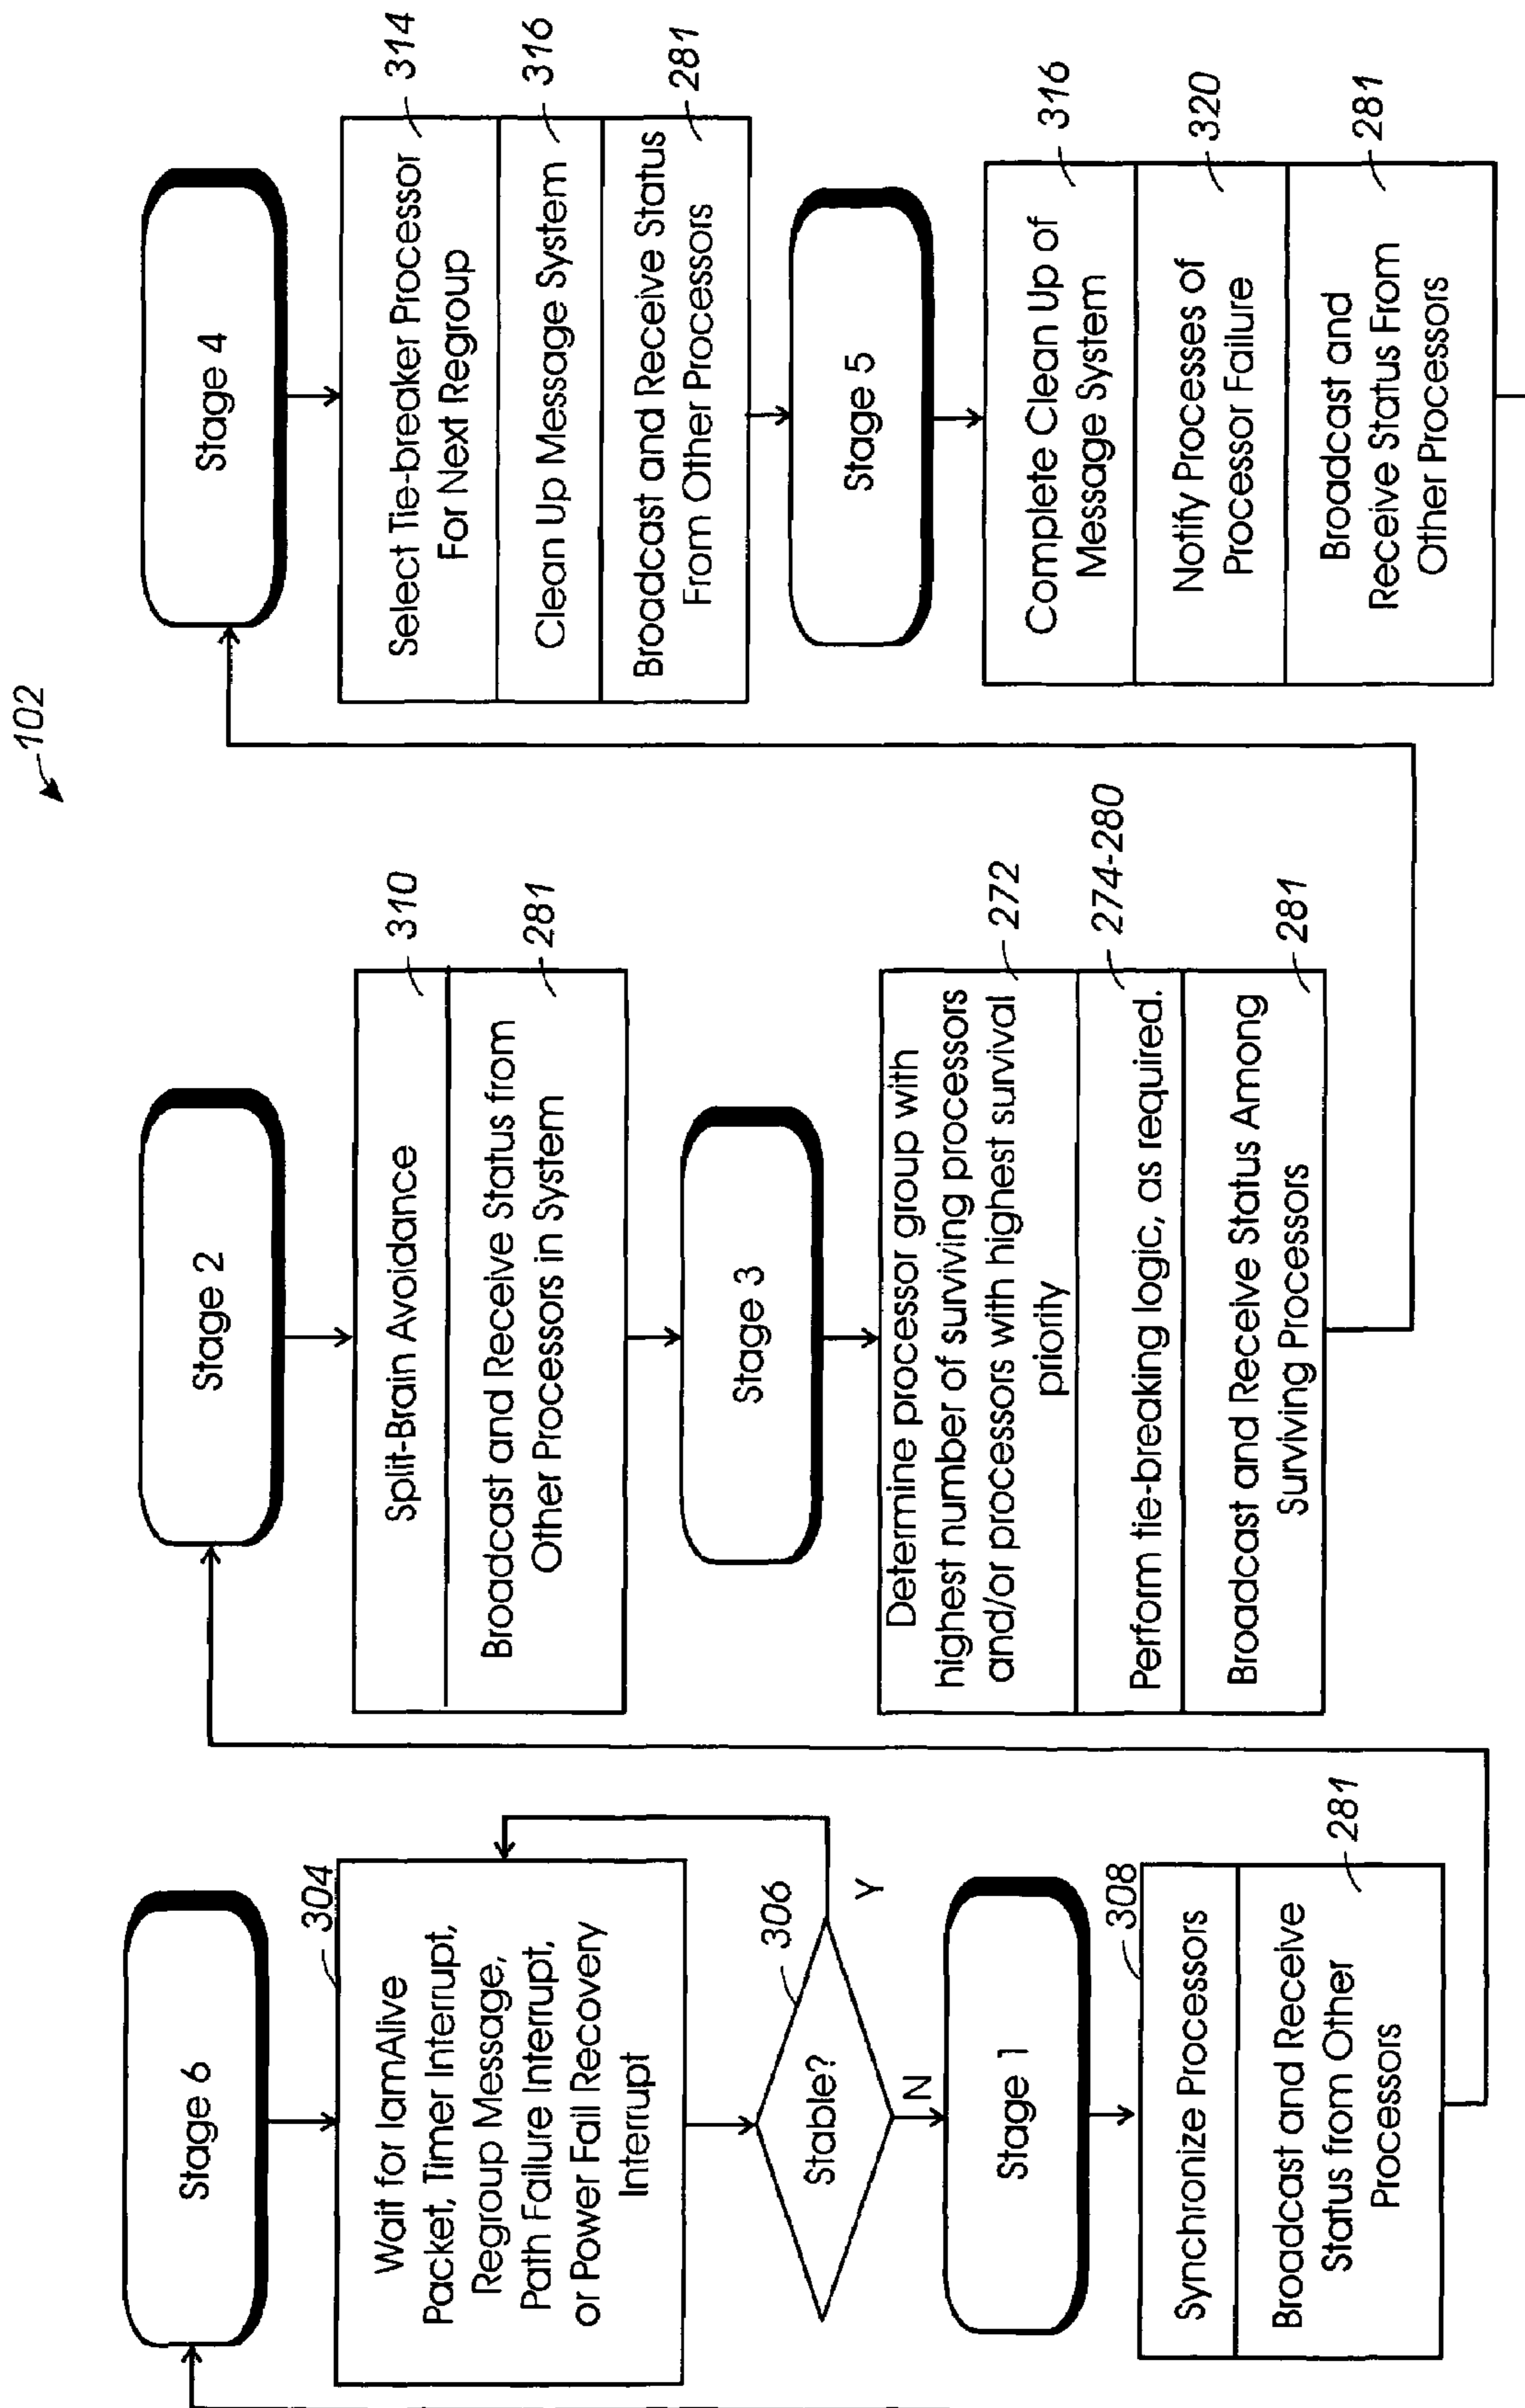 102
Stage 6
304
Wait for IamAlive
Packet, Timer Interrupt,
Regroup Message,
Path Failure Interrupt,
or Power Fail Recovery
Interrupt
306
Stable?
Y
N
Stage 1
308
Synchronize Processors
281
Broadcast and Receive
Status from Other
Processors
Stage 2
310
Split-Brain Avoidance
281
Broadcast and Receive Status from
Other Processors in System
Stage 3
272
Determine processor group with
highest number of surviving processors
and/or processors with highest survival
priority
274-280
Perform tie-breaking logic, as required.
281
Broadcast and Receive Status Among
Surviving Processors
Stage 4
314
Select Tie-breaker Processor
For Next Regroup
316
Clean Up Message System
281
Broadcast and Receive Status
From Other Processors
Stage 5
316
Complete Clean Up of
Message System
320
Notify Processes of
Processor Failure
281
Broadcast and
Receive Status From
Other Processors